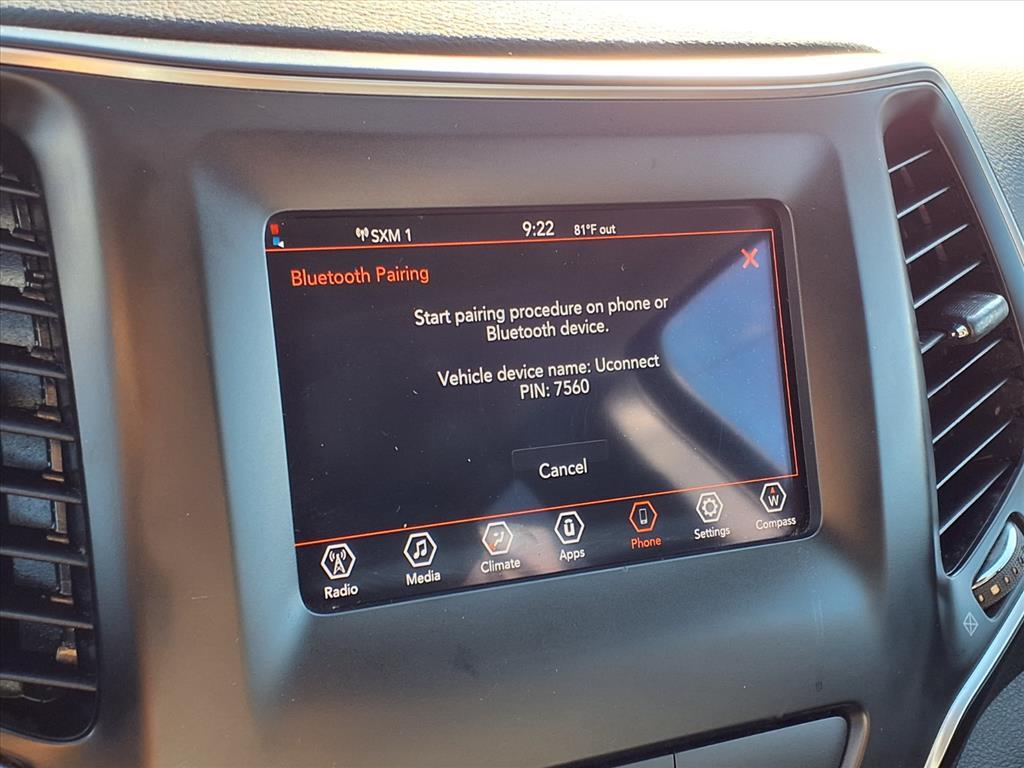 SXM 1 9:22 81°F out
Bluetooth Pairing
Start pairing procedure on phone or
Bluetooth device.
Vehicle device name: Uconnect
PIN: 7560
Cancel
W
Radio Media Climate Apps Phone Settings Compass